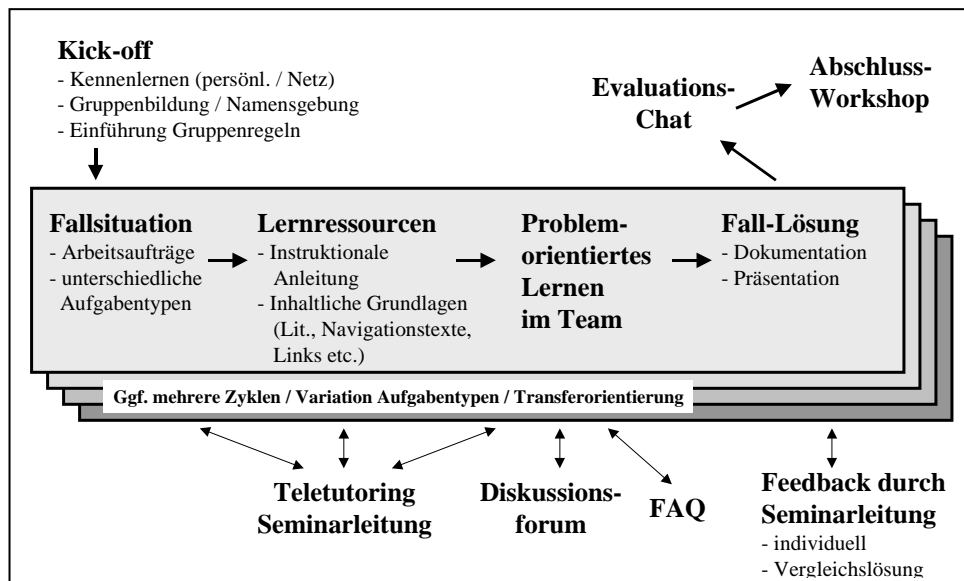 Kick-off
- Kennenlernen (persönl. / Netz)
- Gruppenbildung / Namensgebung
- Einführung Gruppenregeln
Evaluations-
Chat
Abschluss-
Workshop
Fallsituation
- Arbeitsaufträge
- unterschiedliche
Aufgabentypen
Lernressourcen
- Instruktionale
Anleitung
- Inhaltliche Grundlagen
(Lit., Navigationstexte,
Links etc.)
Problem-
orientiertes
Lernen
im Team
Fall-Lösung
- Dokumentation
- Präsentation
Ggf. mehrere Zyklen / Variation Aufgabentypen / Transferorientierung
Teletutoring
Seminarleitung
Diskussions-
forum
FAQ
Feedback durch
Seminarleitung
- individuell
- Vergleichslösung